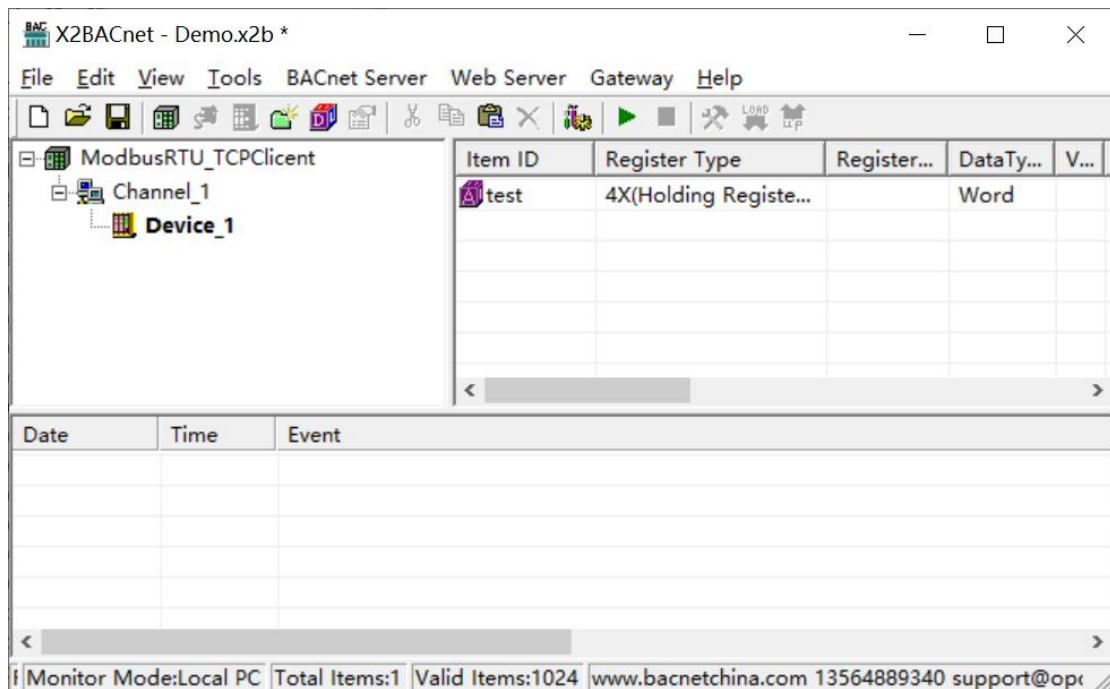 X2BACnet - Demo.x2b *
File Edit View Tools BACnet Server Web Server Gateway Help
ModbusRTU_TCPClicent
Channel_1
Device_1
Item ID Register Type Register... DataTy... V...
test 4X(Holding Registe... Word
Date Time Event
Monitor Mode:Local PC Total Items:1 Valid Items:1024 www.bacnetchina.com 13564889340 support@opc